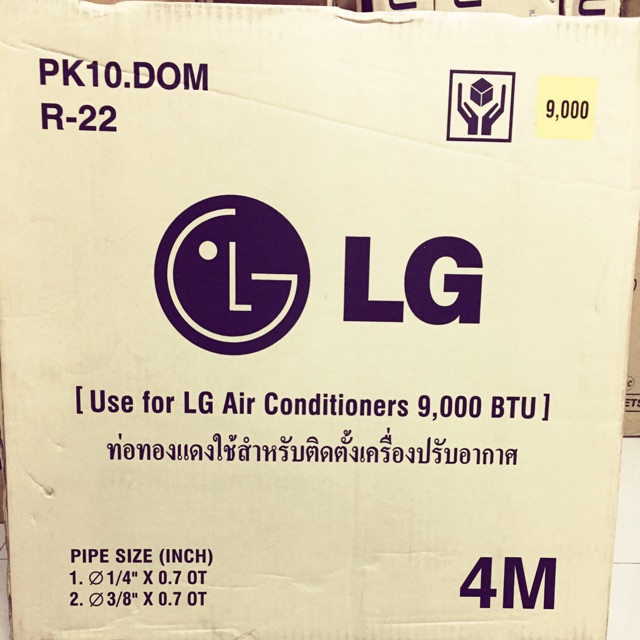 PK10.DOM
R-22
9,000
LG
[ Use for LG Air Conditioners 9,000 BTU ]
ท่อทองแดงใช้สำหรับติดตั้งเครื่องปรับอากาศ
PIPE SIZE (INCH)
1. ∅ 1/4" X 0.7 OT
2. ∅ 3/8" X 0.7 OT
4M